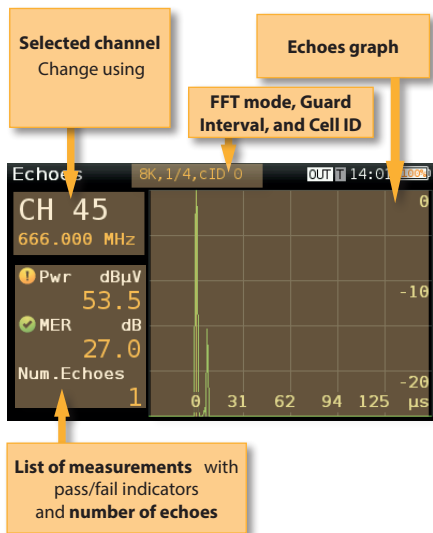 Selected channel
Change using
Echoes graph
FFT mode, Guard
Interval, and Cell ID
Echoes
8K,1/4,cID 0
OUT T 14:01 100%
CH 45
666.000 MHz
Pwr dBµV
53.5
MER dB
27.0
Num.Echoes
1
0
-10
-20
0 31 62 94 125 µs
List of measurements with
pass/fail indicators
and number of echoes